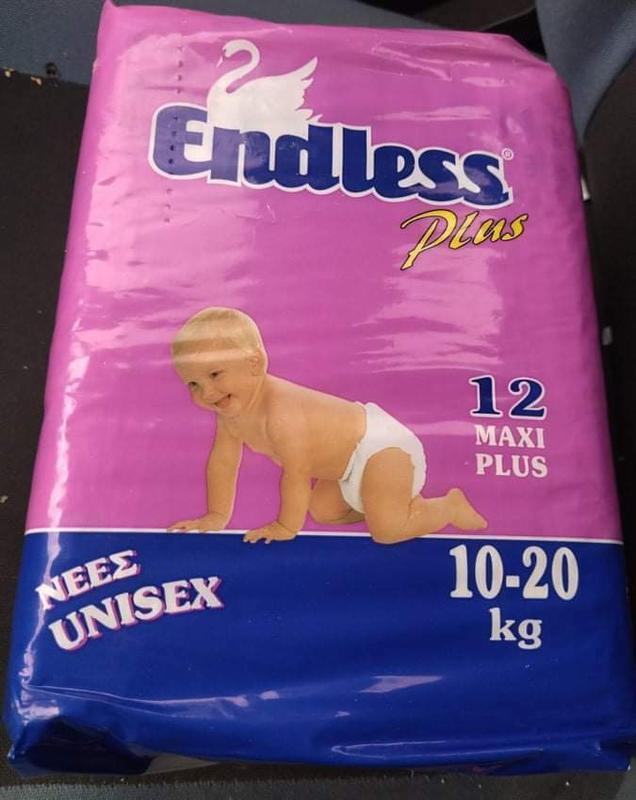 Endless®
Plus
12
MAXI
PLUS
ΝΕΕΣ
UNISEX
10-20
kg